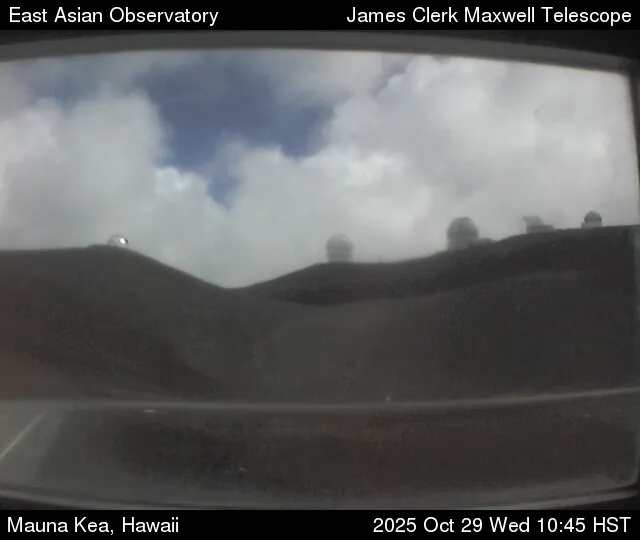 East Asian Observatory
James Clerk Maxwell Telescope
Mauna Kea, Hawaii
2025 Oct 29 Wed 10:45 HST